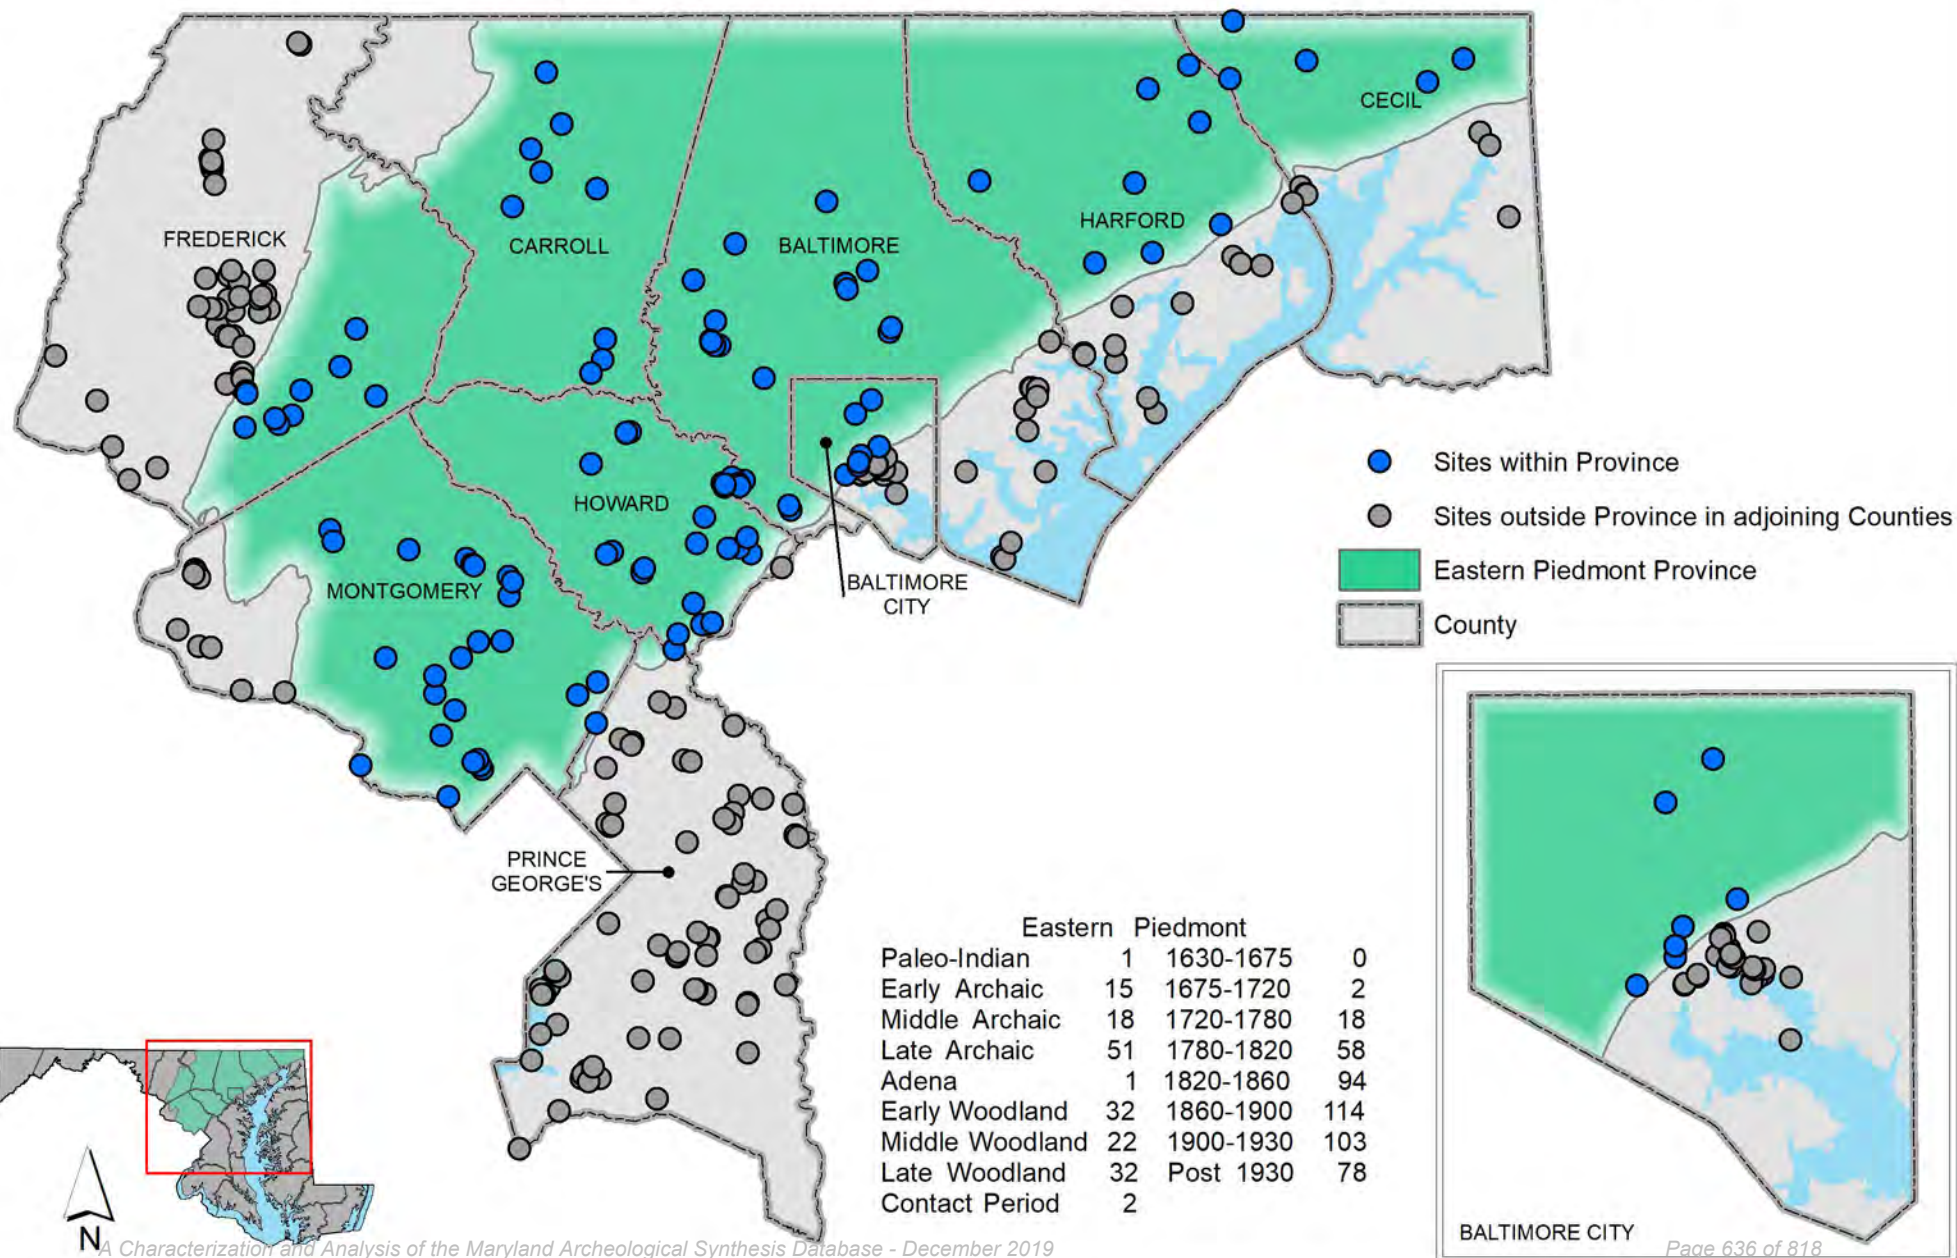 CECIL
HARFORD
FREDERICK
CARROLL
BALTIMORE
HOWARD
MONTGOMERY
BALTIMORE
CITY
PRINCE
GEORGE'S
Sites within Province
Sites outside Province in adjoining Counties
Eastern Piedmont Province
County
Eastern Piedmont
Paleo-Indian 1 1630-1675 0
Early Archaic 15 1675-1720 2
Middle Archaic 18 1720-1780 18
Late Archaic 51 1780-1820 58
Adena 1 1820-1860 94
Early Woodland 32 1860-1900 114
Middle Woodland 22 1900-1930 103
Late Woodland 32 Post 1930 78
Contact Period 2
BALTIMORE CITY
N
A Characterization and Analysis of the Maryland Archeological Synthesis Database - December 2019
Page 636 of 818